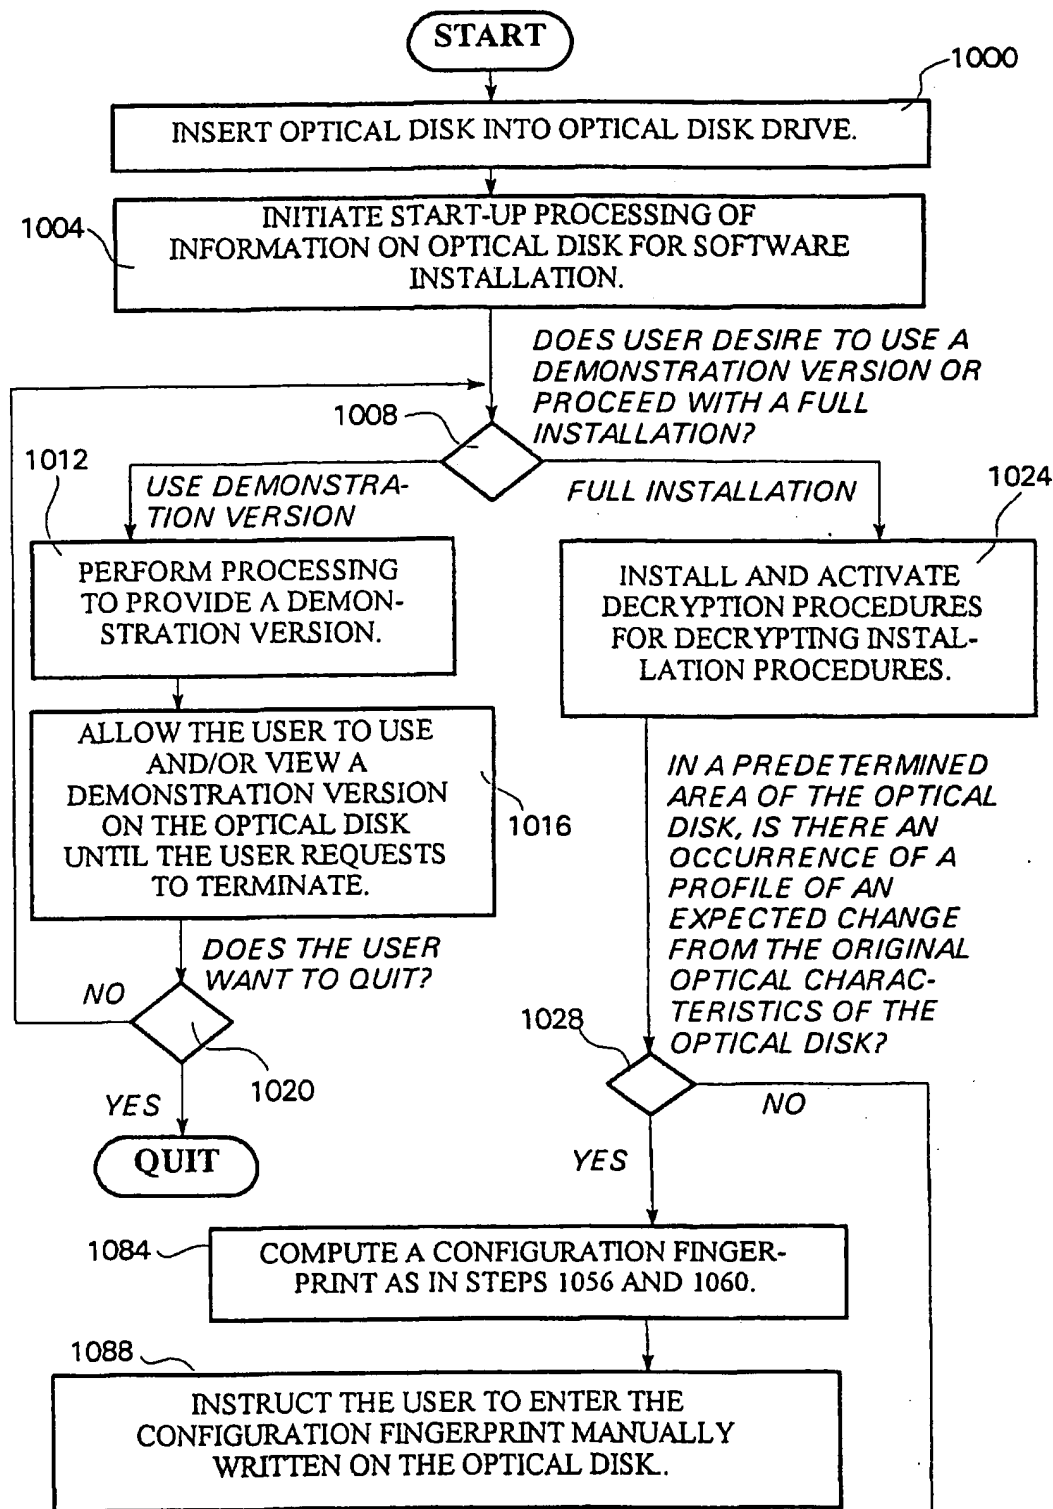 START
1000
INSERT OPTICAL DISK INTO OPTICAL DISK DRIVE.
1004
INITIATE START-UP PROCESSING OF
INFORMATION ON OPTICAL DISK FOR SOFTWARE
INSTALLATION.
DOES USER DESIRE TO USE A
DEMONSTRATION VERSION OR
PROCEED WITH A FULL
INSTALLATION?
1008
1012
USE DEMONSTRA-
TION VERSION
FULL INSTALLATION
1024
PERFORM PROCESSING
TO PROVIDE A DEMON-
STRATION VERSION.
INSTALL AND ACTIVATE
DECRYPTION PROCEDURES
FOR DECRYPTING INSTAL-
LATION PROCEDURES.
ALLOW THE USER TO USE
AND/OR VIEW A
DEMONSTRATION VERSION
ON THE OPTICAL DISK
UNTIL THE USER REQUESTS
TO TERMINATE.
1016
IN A PREDETERMINED
AREA OF THE OPTICAL
DISK, IS THERE AN
OCCURRENCE OF A
PROFILE OF AN
EXPECTED CHANGE
FROM THE ORIGINAL
OPTICAL CHARAC-
TERISTICS OF THE
OPTICAL DISK?
DOES THE USER
WANT TO QUIT?
NO
1020
YES
QUIT
1028
NO
YES
1084
COMPUTE A CONFIGURATION FINGER-
PRINT AS IN STEPS 1056 AND 1060.
1088
INSTRUCT THE USER TO ENTER THE
CONFIGURATION FINGERPRINT MANUALLY
WRITTEN ON THE OPTICAL DISK.